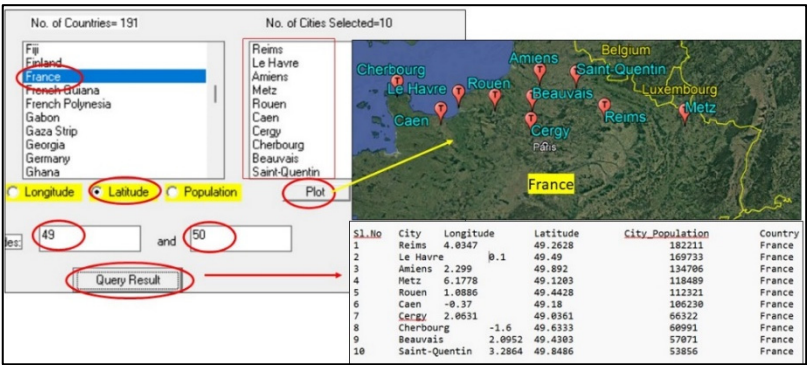 No. of Countries= 191
No. of Cities Selected=10
Fiji
Finland
France
French Guiana
French Polynesia
Gabon
Gaza Strip
Georgia
Germany
Ghana
Reims
Le Havre
Amiens
Metz
Rouen
Caen
Cergy
Cherbourg
Beauvais
Saint-Quentin
Longitude Latitude Population
Plot
des: 49 and 50
Query Result
Belgium
Amiens
Cherbourg
Saint-Quentin
Le Havre Rouen
Beauvais
Luxembourg
Metz
Caen
Reims
Cergy
Paris
France
Sl.No City Longitude Latitude City_Population Country
1 Reims 4.0347 49.2628 182211 France
2 Le Havre 0.1 49.49 169733 France
3 Amiens 2.299 49.892 134706 France
4 Metz 6.1778 49.1203 118489 France
5 Rouen 1.0886 49.4428 112321 France
6 Caen -0.37 49.18 106230 France
7 Cergy 2.0631 49.0361 66322 France
8 Cherbourg -1.6 49.6333 60991 France
9 Beauvais 2.0952 49.4303 57071 France
10 Saint-Quentin 3.2864 49.8486 53856 France